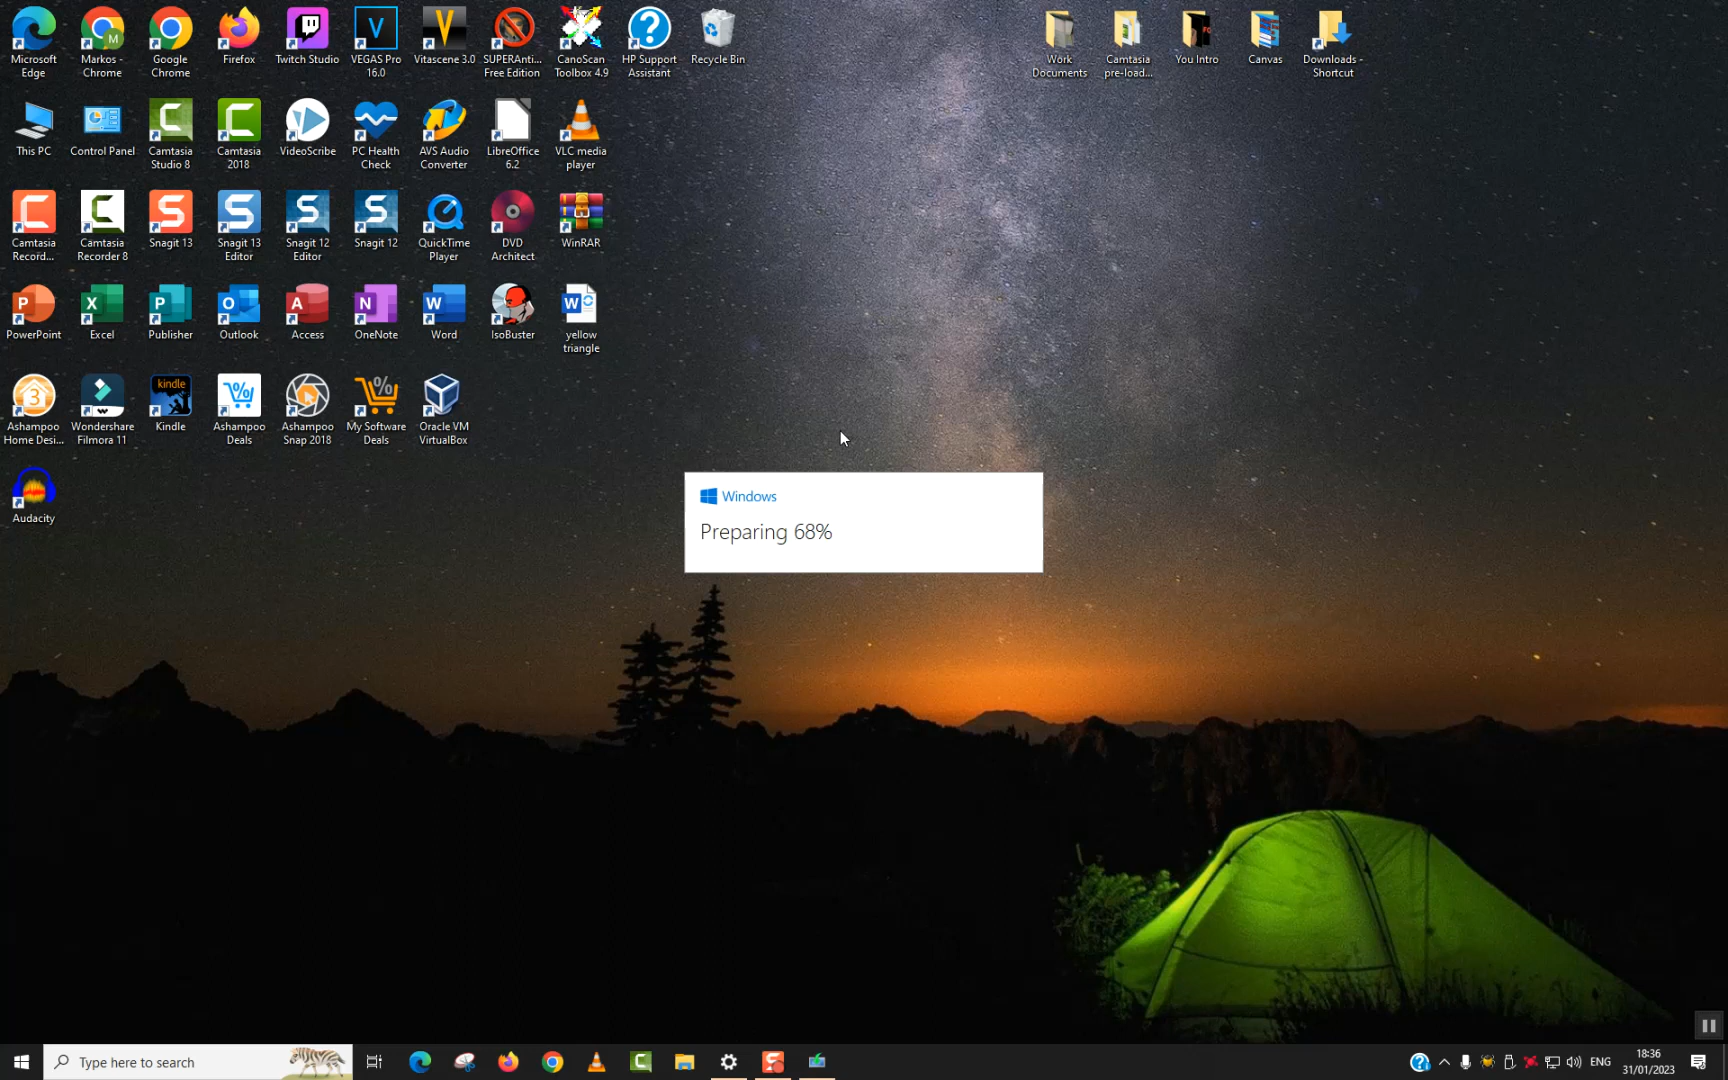 Microsoft
Edge
Markos -
Chrome
Google
Chrome
Firefox
Twitch Studio
VEGAS Pro
16.0
Vitascene 3.0
SUPERAnti...
Free Edition
CanoScan
Toolbox 4.9
HP Support
Assistant
Recycle Bin
Work
Documents
Camtasia
pre-load...
You Intro
Canvas
Downloads -
Shortcut
This PC
Control Panel
Camtasia
Studio 8
Camtasia
2018
VideoScribe
PC Health
Check
AVS Audio
Converter
LibreOffice
6.2
VLC media
player
Camtasia
Record...
Camtasia
Recorder 8
Snagit 13
Snagit 13
Editor
Snagit 12
Editor
Snagit 12
QuickTime
Player
DVD
Architect
WinRAR
PowerPoint
Excel
Publisher
Outlook
Access
OneNote
Word
IsoBuster
yellow
triangle
kindle
Ashampoo
Home Desi...
Wondershare
Filmora 11
Kindle
Ashampoo
Deals
Ashampoo
Snap 2018
My Software
Deals
Oracle VM
VirtualBox
Audacity
Windows
Preparing 68%
Type here to search
ENG
18:36
31/01/2023